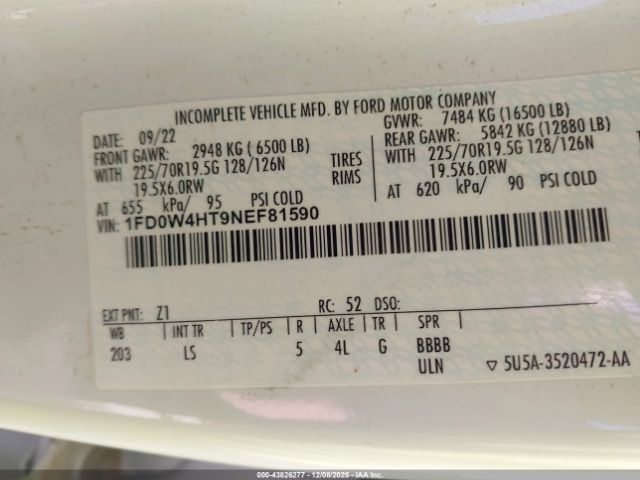 INCOMPLETE VEHICLE MFD. BY FORD MOTOR COMPANY
DATE: 09/22 GVWR: 7484 KG (16500 LB)
FRONT GAWR: 2948 KG ( 6500 LB) REAR GAWR: 5842 KG (12880 LB)
WITH 225/70R19.5G 128/126N TIRES WITH 225/70R19.5G 128/126N
19.5X6.0RW RIMS 19.5X6.0RW
AT 655 kPa/ 95 PSI COLD AT 620 kPa/ 90 PSI COLD
VIN: 1FD0W4HT9NEF81590
EXT PNT: Z1 RC: 52 DSO:
WB INT TR TP/PS R AXLE TR SPR
203 LS 5 4L G BBBB
ULN ▽ 5U5A-3520472-AA
000-43826277 - 12/08/2025 - IAA Inc.